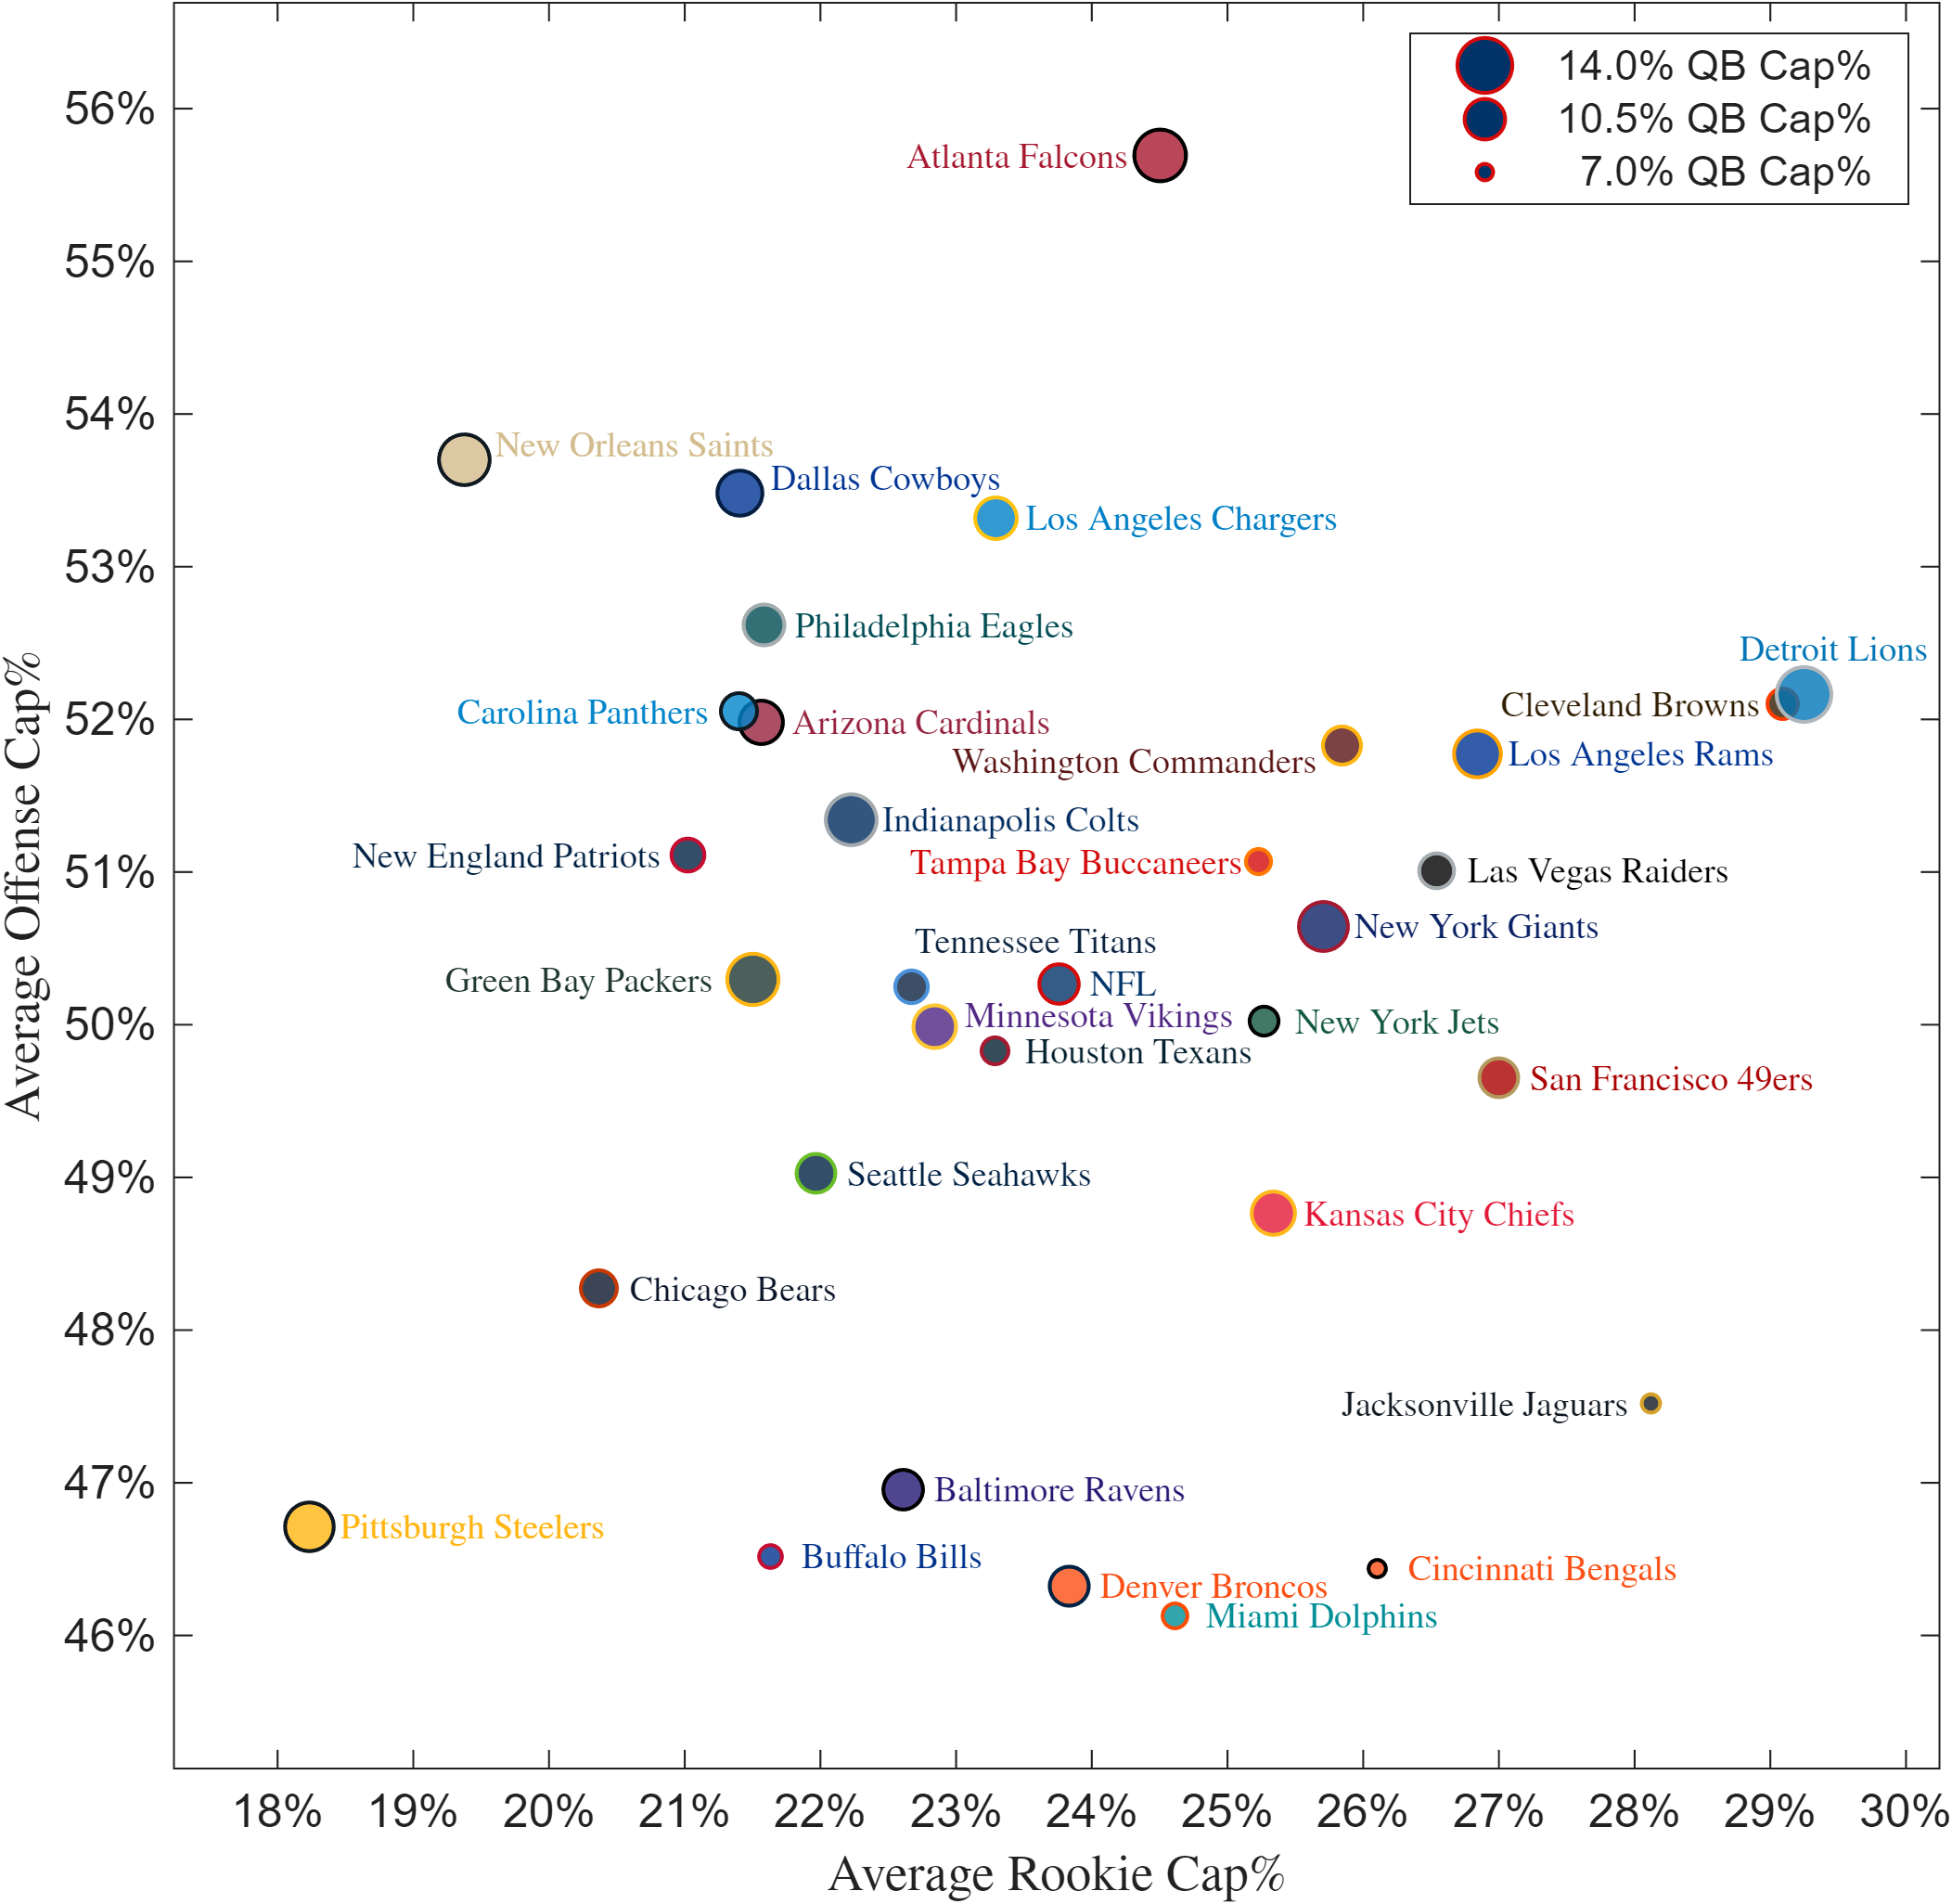 14.0% QB Cap%
10.5% QB Cap%
7.0% QB Cap%
56%
55%
54%
53%
52%
51%
50%
49%
48%
47%
46%
Average Offense Cap%
Atlanta Falcons
New Orleans Saints
Dallas Cowboys
Los Angeles Chargers
Philadelphia Eagles
Detroit Lions
Cleveland Browns
Carolina Panthers
Arizona Cardinals
Washington Commanders
Los Angeles Rams
Indianapolis Colts
New England Patriots
Tampa Bay Buccaneers
Las Vegas Raiders
New York Giants
Tennessee Titans
Green Bay Packers
NFL
Minnesota Vikings
New York Jets
Houston Texans
San Francisco 49ers
Seattle Seahawks
Kansas City Chiefs
Chicago Bears
Jacksonville Jaguars
Baltimore Ravens
Pittsburgh Steelers
Buffalo Bills
Cincinnati Bengals
Denver Broncos
Miami Dolphins
18% 19% 20% 21% 22% 23% 24% 25% 26% 27% 28% 29% 30%
Average Rookie Cap%